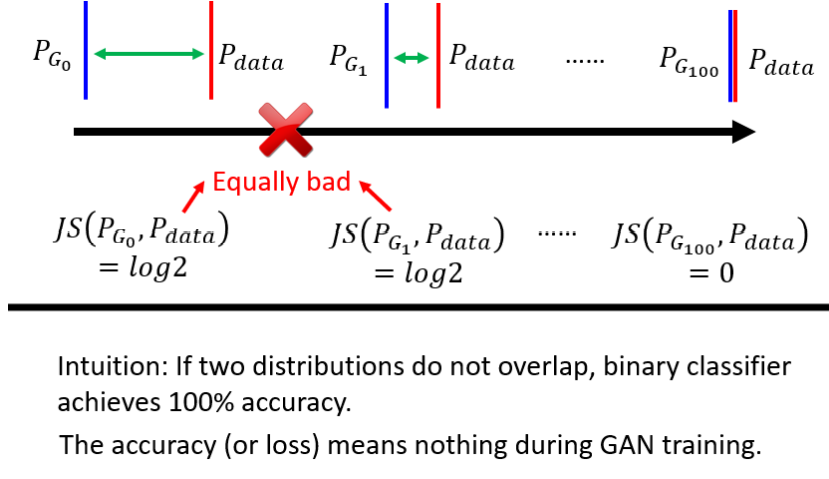 P_{G_0} P_{data} P_{G_1} P_{data} …… P_{G_{100}} P_{data}
Equally bad
JS(P_{G_0}, P_{data}) JS(P_{G_1}, P_{data}) …… JS(P_{G_{100}}, P_{data})
= log2 = log2 = 0
Intuition: If two distributions do not overlap, binary classifier
achieves 100% accuracy.
The accuracy (or loss) means nothing during GAN training.